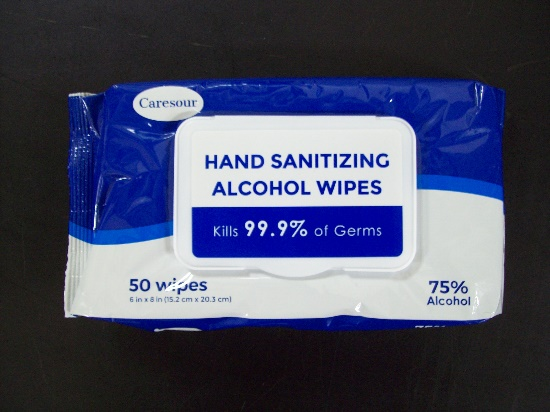 Caresour
HAND SANITIZING
ALCOHOL WIPES
Kills 99.9% of Germs
50 wipes
6 in x 8 in (15.2 cm x 20.3 cm)
75%
Alcohol
75%